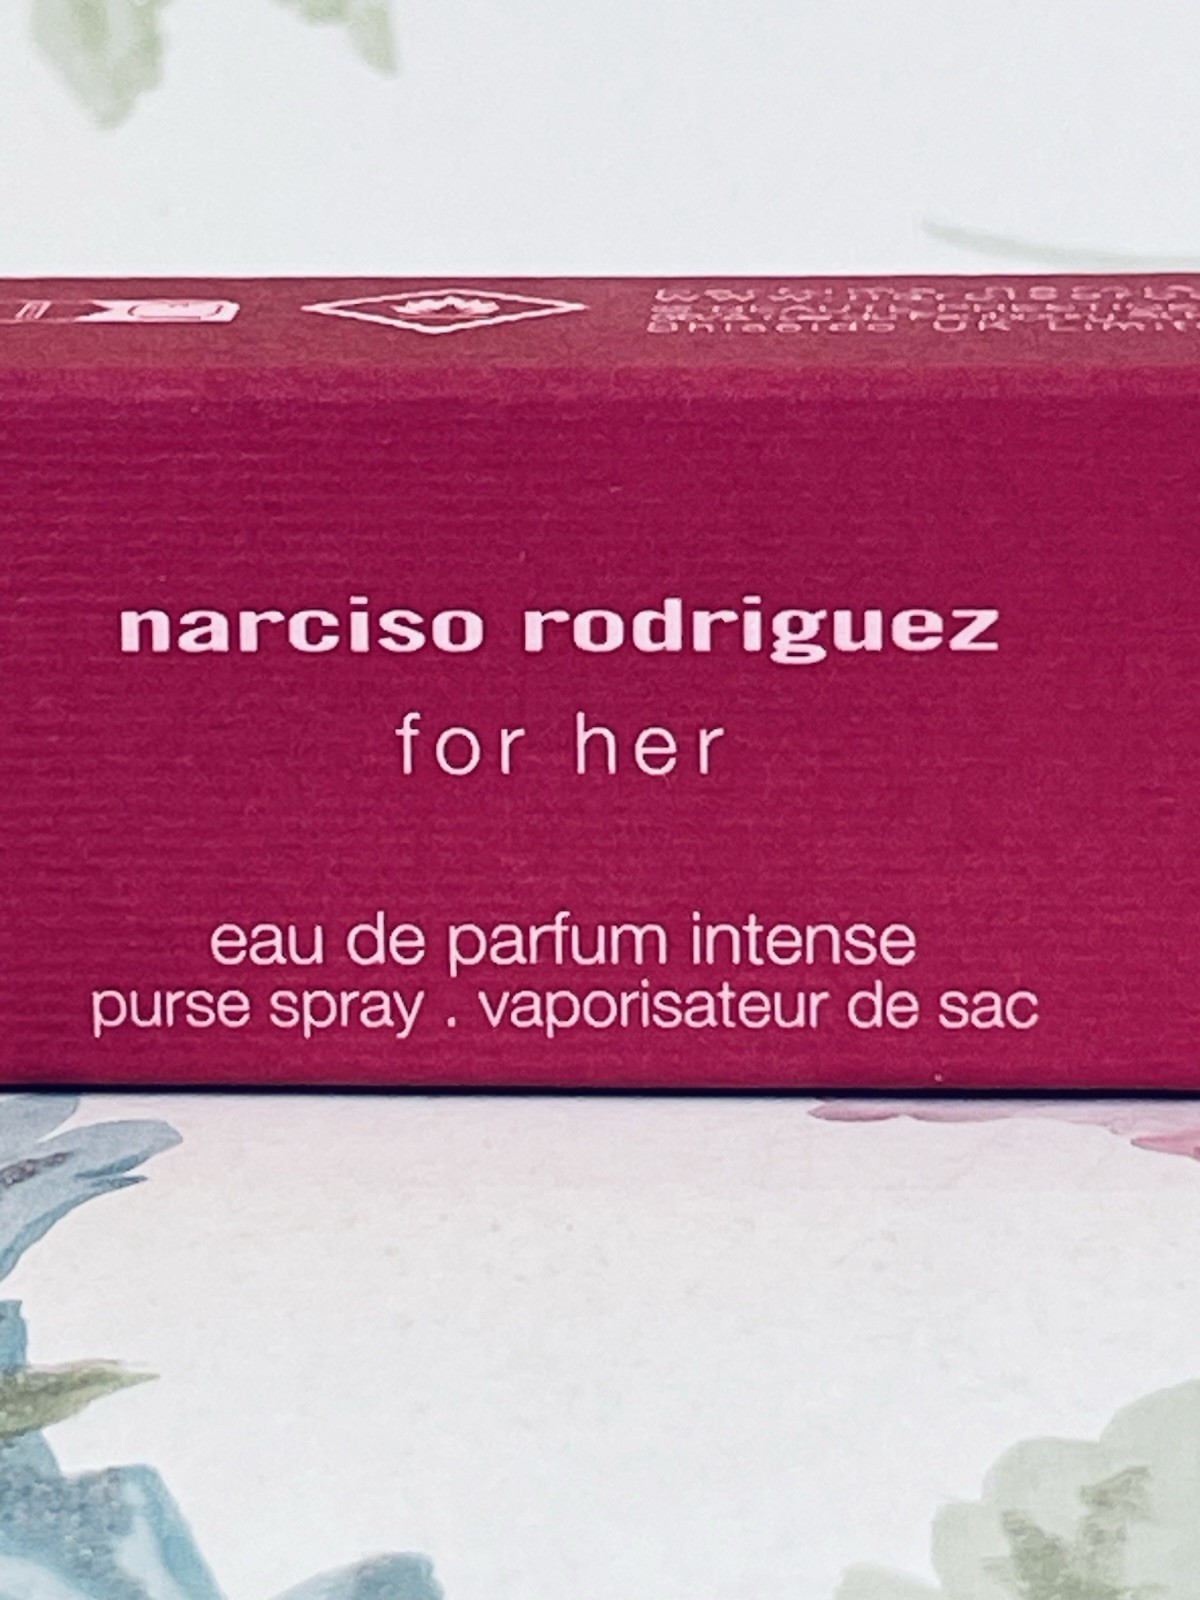 narciso rodriguez
for her
eau de parfum intense
purse spray . vaporisateur de sac